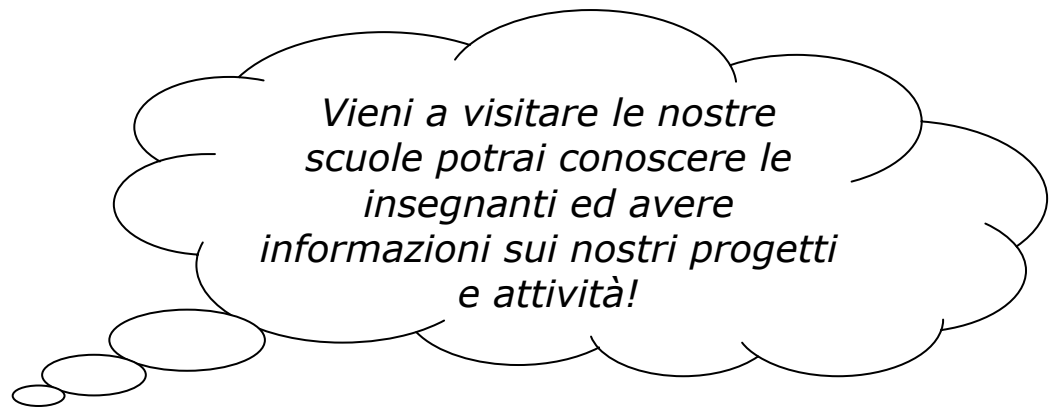 Vieni a visitare le nostre
scuole potrai conoscere le
insegnanti ed avere
informazioni sui nostri progetti
e attività!